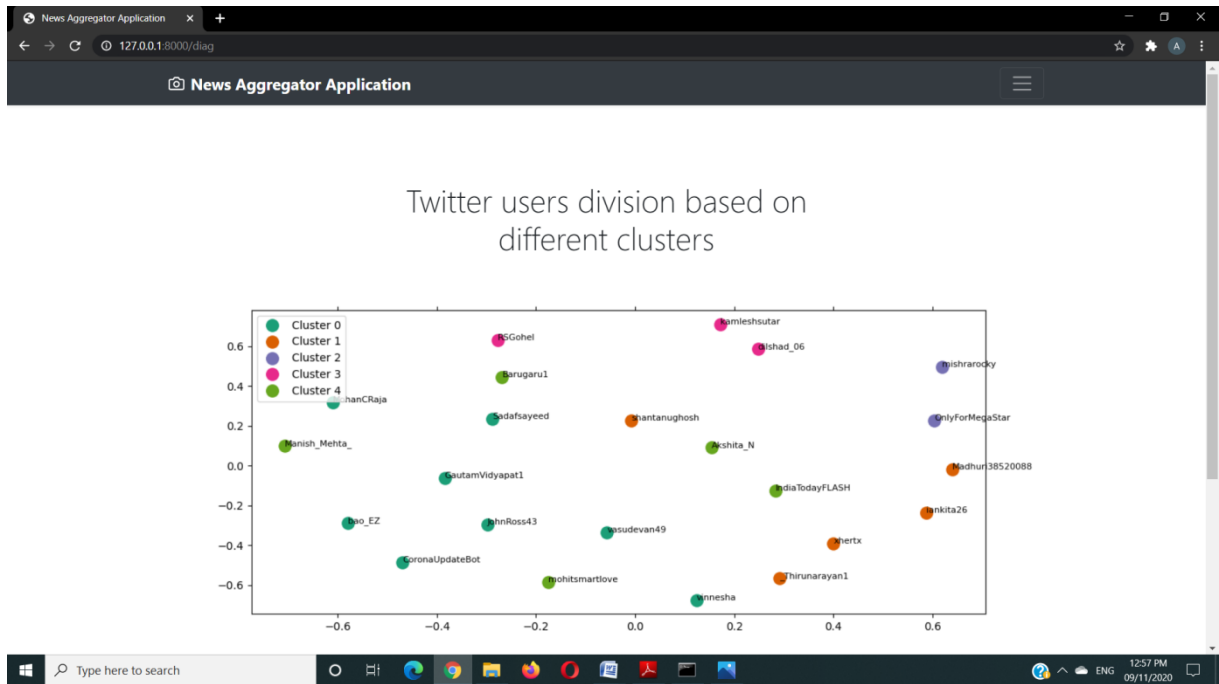 News Aggregator Application
127.0.0.1:8000/diag
A
News Aggregator Application
Twitter users division based on
different clusters
Cluster 0
Cluster 1
Cluster 2
Cluster 3
Cluster 4
kamleshsutar
RSGohel
dilshad_06
mishrarocky
Barugaru1
Sadafsayeed
shantanughosh
OnlyForMegaStar
Manish_Mehta_
Akshita_N
Madhuri38520088
GautamVidyapat1
IndiaTodayFLASH
lankita26
bao_EZ
JohnRoss43
vasudevan49
xhertx
CoronaUpdateBot
mohitsmartlove
_Thirunarayan1
vinnesha
0.6
0.4
0.2
0.0
−0.2
−0.4
−0.6
−0.6 −0.4 −0.2 0.0 0.2 0.4 0.6
Type here to search
ENG
12:57 PM
09/11/2020